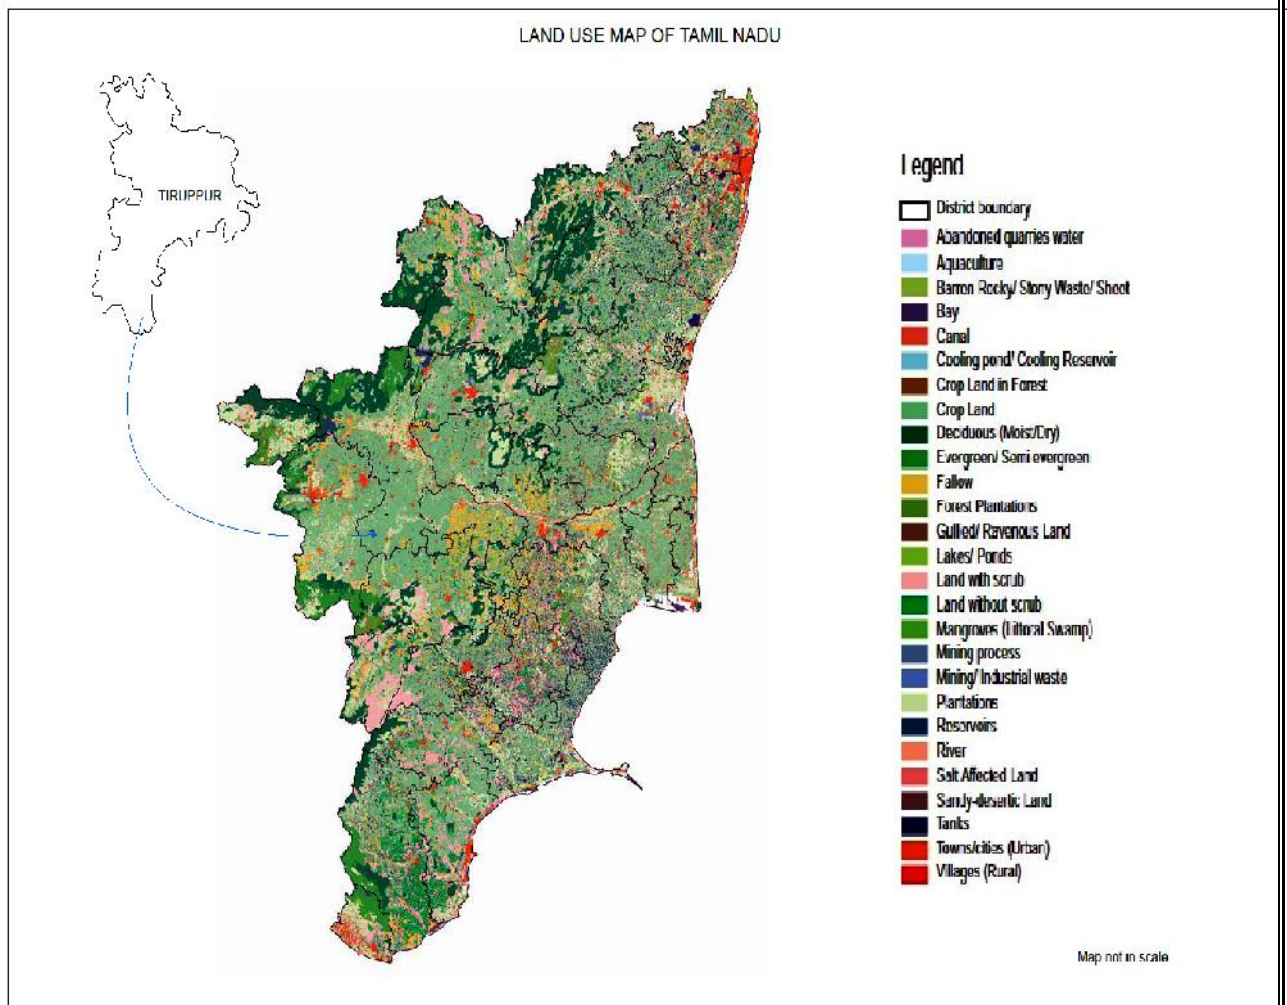 LAND USE MAP OF TAMIL NADU
TIRUPPUR
Legend
District boundary
Abandoned quarries water
Aquaculture
Barren Rocky/ Stony Waste/ Sheet
Bay
Canal
Cooling pond/ Cooling Reservoir
Crop Land in Forest
Crop Land
Deciduous (Moist/Dry)
Evergreen/ Semi evergreen
Fallow
Forest Plantations
Gullied/ Ravenous Land
Lakes/ Ponds
Land with scrub
Land without scrub
Mangroves (Littoral Swamp)
Mining process
Mining/ Industrial waste
Plantations
Reservoirs
River
Salt Affected Land
Sandy-desertic Land
Tanks
Towns/cities (Urban)
Villages (Rural)
Map not in scale